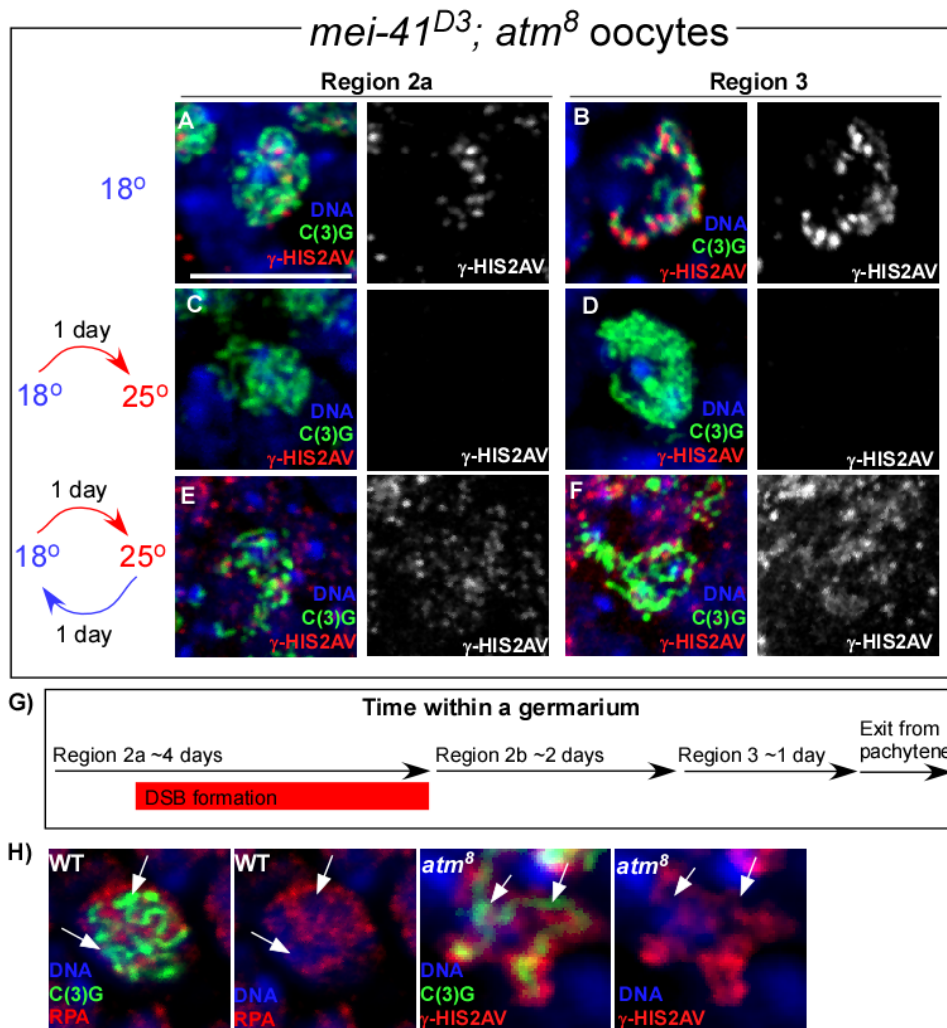 mei-41ᴰ³; atm⁸ oocytes
Region 2a
Region 3
18º
A
DNA
C(3)G
γ-HIS2AV
γ-HIS2AV
B
DNA
C(3)G
γ-HIS2AV
γ-HIS2AV
1 day
18º
25º
C
DNA
C(3)G
γ-HIS2AV
γ-HIS2AV
D
DNA
C(3)G
γ-HIS2AV
γ-HIS2AV
1 day
18º
25º
1 day
E
DNA
C(3)G
γ-HIS2AV
γ-HIS2AV
F
DNA
C(3)G
γ-HIS2AV
γ-HIS2AV
G)
Time within a germarium
Region 2a ~4 days
Region 2b ~2 days
Region 3 ~1 day
Exit from
pachytene
DSB formation
H)
WT
DNA
C(3)G
RPA
WT
DNA
RPA
atm⁸
DNA
C(3)G
γ-HIS2AV
atm⁸
DNA
γ-HIS2AV